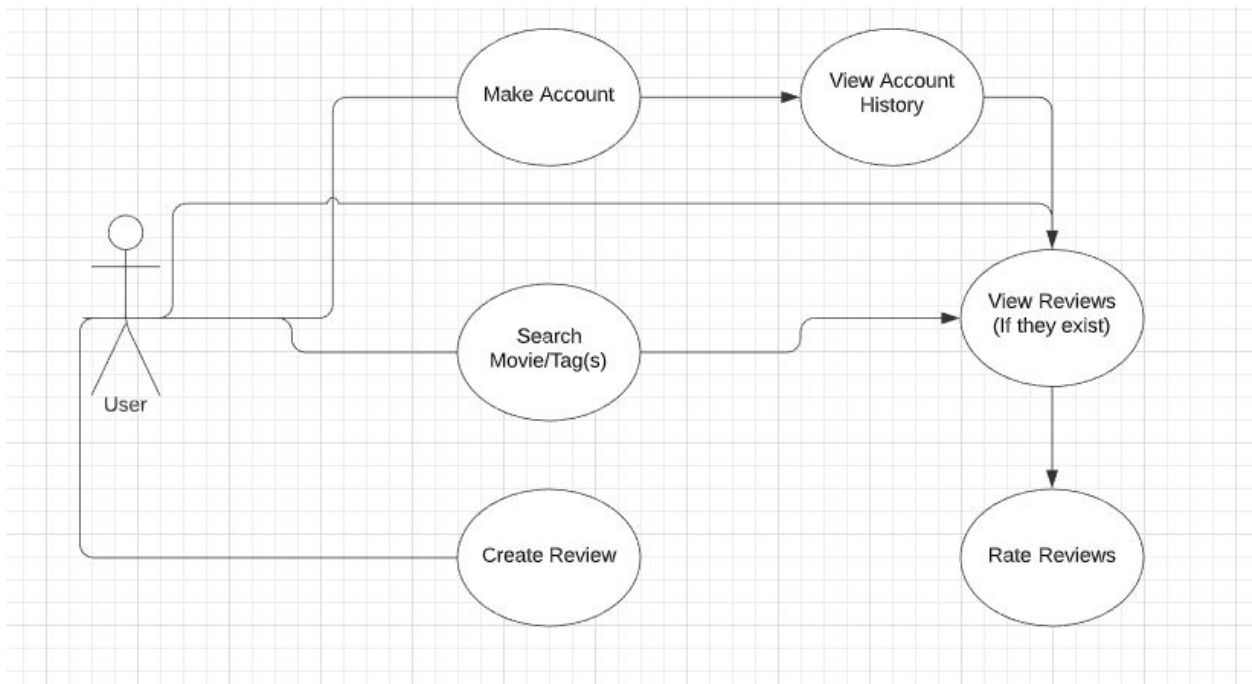 Make Account
View Account
History
User
Search
Movie/Tag(s)
View Reviews
(If they exist)
Create Review
Rate Reviews